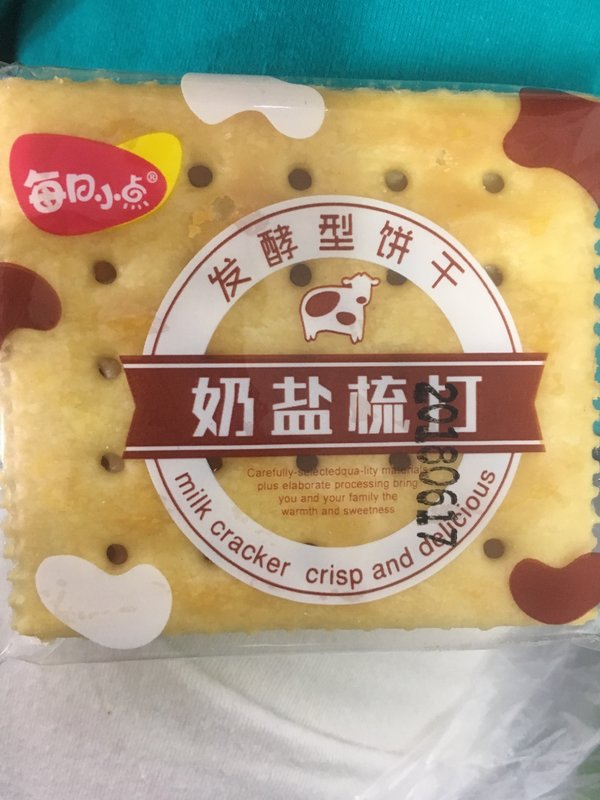 每日小点®
发酵型饼干
奶盐梳打
Carefully-selectedqua-lity materials
plus elaborate processing bring
you and your family the
warmth and sweetness
milk cracker crisp and delicious
20180617